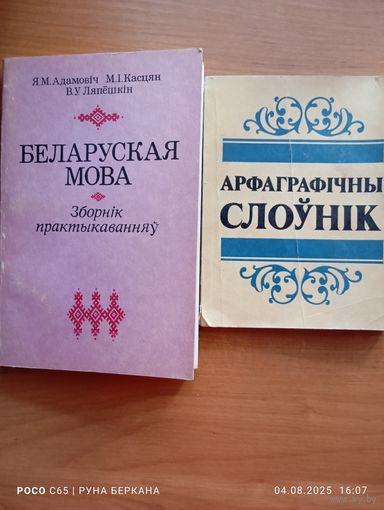 Я.М.Адамовіч М.І.Касцян
В.У.Ляпёшкін
БЕЛАРУСКАЯ
МОВА
Зборнік
практыкаванняў
АРФАГРАФІЧНЫ
СЛОЎНІК
POCO C65 | РУНА БЕРКАНА
04.08.2025 16:07